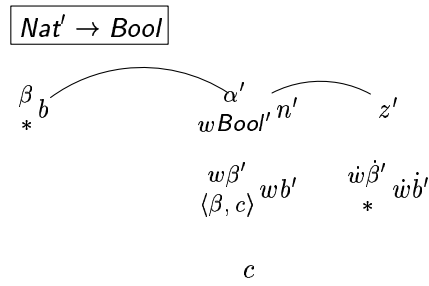 Nat′ → Bool
β b α′ n′ z′
* wBool′
wβ′ wb′ ẇβ̇′ ẇḃ′
⟨β, c⟩ *
c